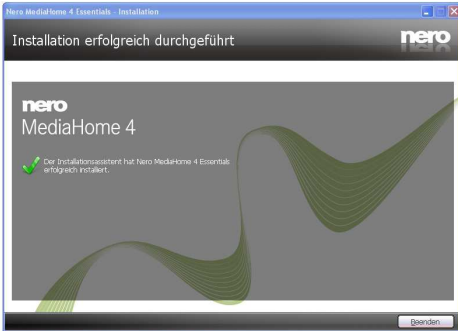 Nero MediaHome 4 Essentials - Installation
Installation erfolgreich durchgeführt
nero
nero
MediaHome 4
Der Installationsassistent hat Nero MediaHome 4 Essentials
erfolgreich installiert.
Beenden